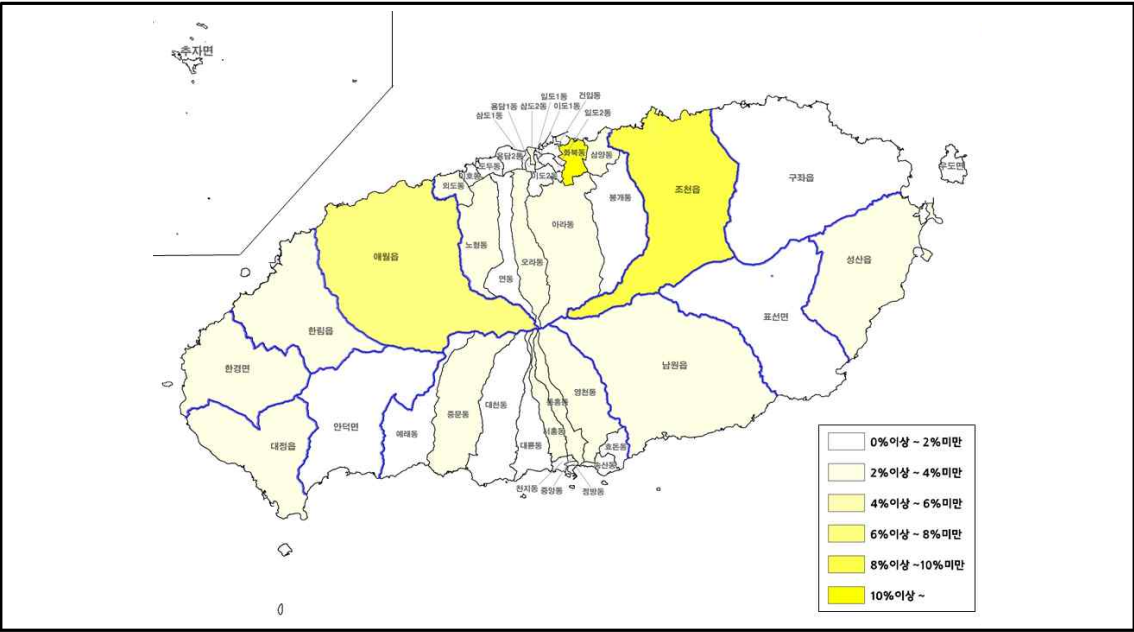 추자면
일도1동
건입동
용담1동
삼도2동
이도1동
삼도1동
일도2동
용담2동
화북동
삼양동
도두동
이호동
이도2동
외도동
구좌읍
우도면
조천읍
봉개동
아라동
노형동
오라동
연동
애월읍
성산읍
표선면
한림읍
남원읍
한경면
영천동
동홍동
중문동
대천동
안덕면
예래동
서홍동
대륜동
대정읍
효돈동
송산동
천지동
중앙동
정방동
0%이상 ~ 2%미만
2%이상 ~ 4%미만
4%이상 ~ 6%미만
6%이상 ~ 8%미만
8%이상 ~10%미만
10%이상 ~